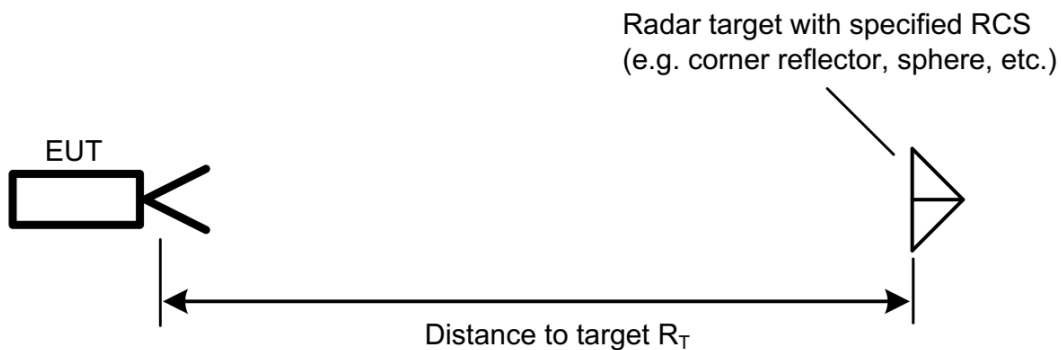 Radar target with specified RCS
(e.g. corner reflector, sphere, etc.)
EUT
Distance to target R_T